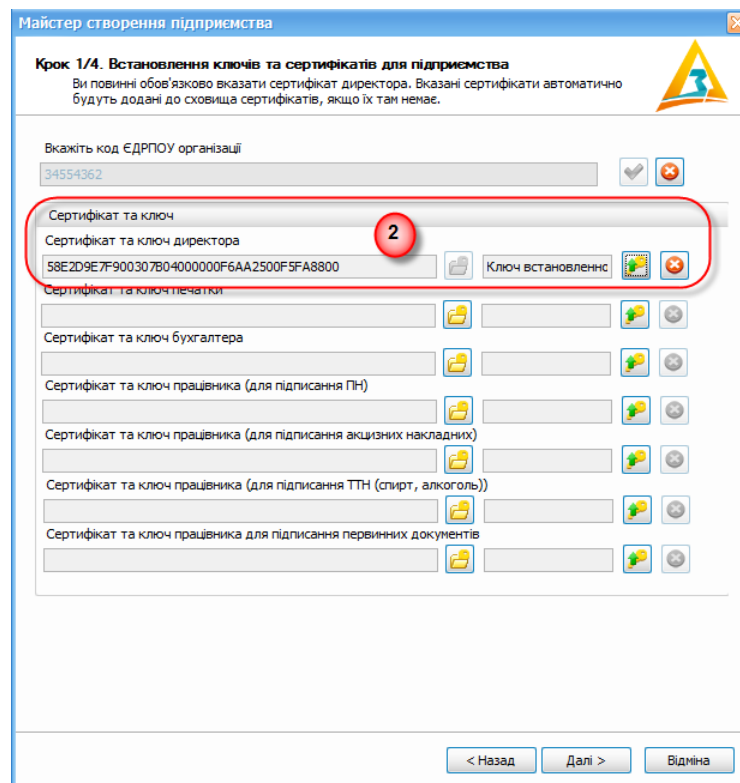 Майстер створення підприємства
Крок 1/4. Встановлення ключів та сертифікатів для підприємства
Ви повинні обов'язково вказати сертифікат директора. Вказані сертифікати автоматично
будуть додані до сховища сертифікатів, якщо їх там немає.
Вкажіть код ЄДРПОУ організації
34554362
Сертифікат та ключ
2
Сертифікат та ключ директора
58E2D9E7F900307B04000000F6AA2500F5FA8800 Ключ встановленно
Сертифікат та ключ печатки
Сертифікат та ключ бухгалтера
Сертифікат та ключ працівника (для підписання ПН)
Сертифікат та ключ працівника (для підписання акцизних накладних)
Сертифікат та ключ працівника (для підписання ТТН (спирт, алкоголь))
Сертифікат та ключ працівника для підписання первинних документів
< Назад Далі > Відміна